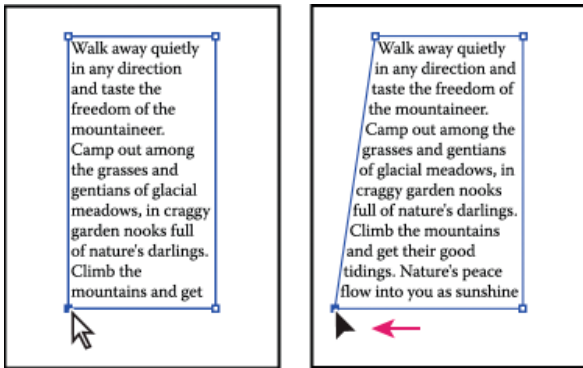 Walk away quietly
in any direction
and taste the
freedom of the
mountaineer.
Camp out among
the grasses and
gentians of glacial
meadows, in craggy
garden nooks full
of nature's darlings.
Climb the
mountains and get
Walk away quietly
in any direction and
taste the freedom of
the mountaineer.
Camp out among the
grasses and gentians
of glacial meadows, in
craggy garden nooks
full of nature's darlings.
Climb the mountains
and get their good
tidings. Nature's peace
flow into you as sunshine